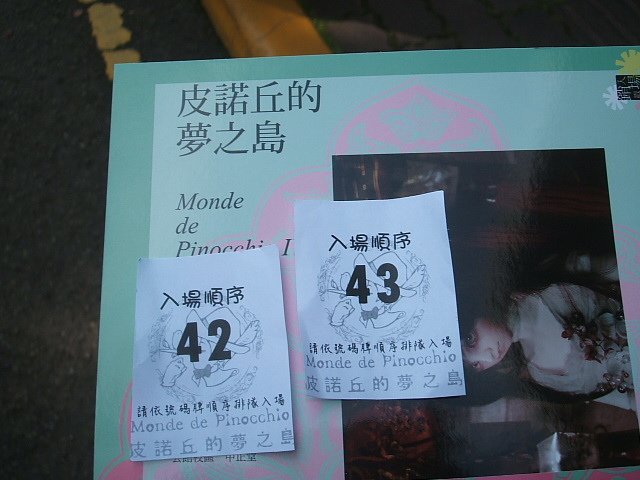 皮諾丘的
夢之島
Monde
de
Pinocchi
入場順序
43
請依號碼牌順序排隊入場
Monde de Pinocchio
皮諾丘的夢之島
入場順序
42
請依號碼牌順序排隊入場
Monde de Pinocchio
皮諾丘的夢之島